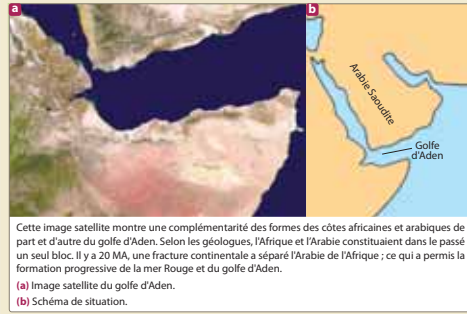 a
b
Arabie Saoudite
Golfe
d'Aden
Cette image satellite montre une complémentarité des formes des côtes africaines et arabiques de
part et d'autre du golfe d'Aden. Selon les géologues, l'Afrique et l'Arabie constituaient dans le passé
un seul bloc. Il y a 20 MA, une fracture continentale a séparé l'Arabie de l'Afrique ; ce qui a permis la
formation progressive de la mer Rouge et du golfe d'Aden.
(a) Image satellite du golfe d'Aden.
(b) Schéma de situation.